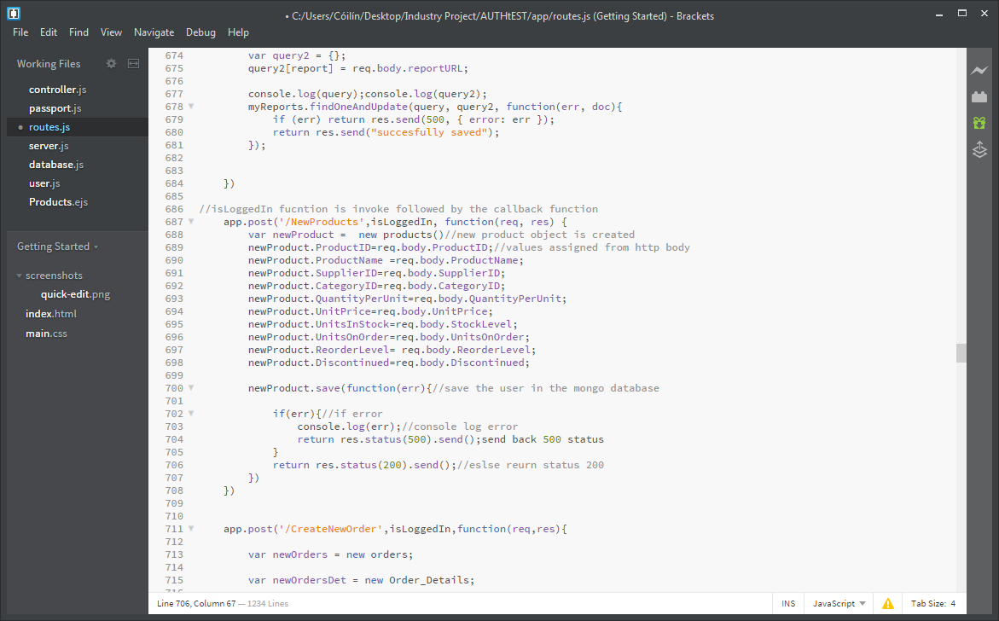 • C:/Users/Cóilín/Desktop/Industry Project/AUTHtEST/app/routes.js (Getting Started) - Brackets
File Edit Find View Navigate Debug Help
Working Files
controller.js
passport.js
• routes.js
server.js
database.js
user.js
Products.ejs
Getting Started
screenshots
quick-edit.png
index.html
main.css
674 var query2 = {};
675 query2[report] = req.body.reportURL;
676
677 console.log(query);console.log(query2);
678 myReports.findOneAndUpdate(query, query2, function(err, doc){
679 if (err) return res.send(500, { error: err });
680 return res.send("succesfully saved");
681 });
682
683
684 })
685
686 //isLoggedIn fucntion is invoke followed by the callback function
687 app.post('/NewProducts',isLoggedIn, function(req, res) {
688 var newProduct =  new products()//new product object is created
689 newProduct.ProductID=req.body.ProductID;//values assigned from http body
690 newProduct.ProductName =req.body.ProductName;
691 newProduct.SupplierID=req.body.SupplierID;
692 newProduct.CategoryID=req.body.CategoryID;
693 newProduct.QuantityPerUnit=req.body.QuantityPerUnit;
694 newProduct.UnitPrice=req.body.UnitPrice;
695 newProduct.UnitsInStock=req.body.StockLevel;
696 newProduct.UnitsOnOrder=req.body.UnitsOnOrder;
697 newProduct.ReorderLevel= req.body.ReorderLevel;
698 newProduct.Discontinued=req.body.Discontinued;
699
700 newProduct.save(function(err){//save the user in the mongo database
701
702 if(err){//if error
703 console.log(err);//console log error
704 return res.status(500).send();send back 500 status
705 }
706 return res.status(200).send();//eslse reurn status 200
707 })
708 })
709
710
711 app.post('/CreateNewOrder',isLoggedIn,function(req,res){
712
713 var newOrders = new orders;
714
715 var newOrdersDet = new Order_Details;
716
Line 706, Column 67 — 1234 Lines
INS JavaScript Tab Size: 4